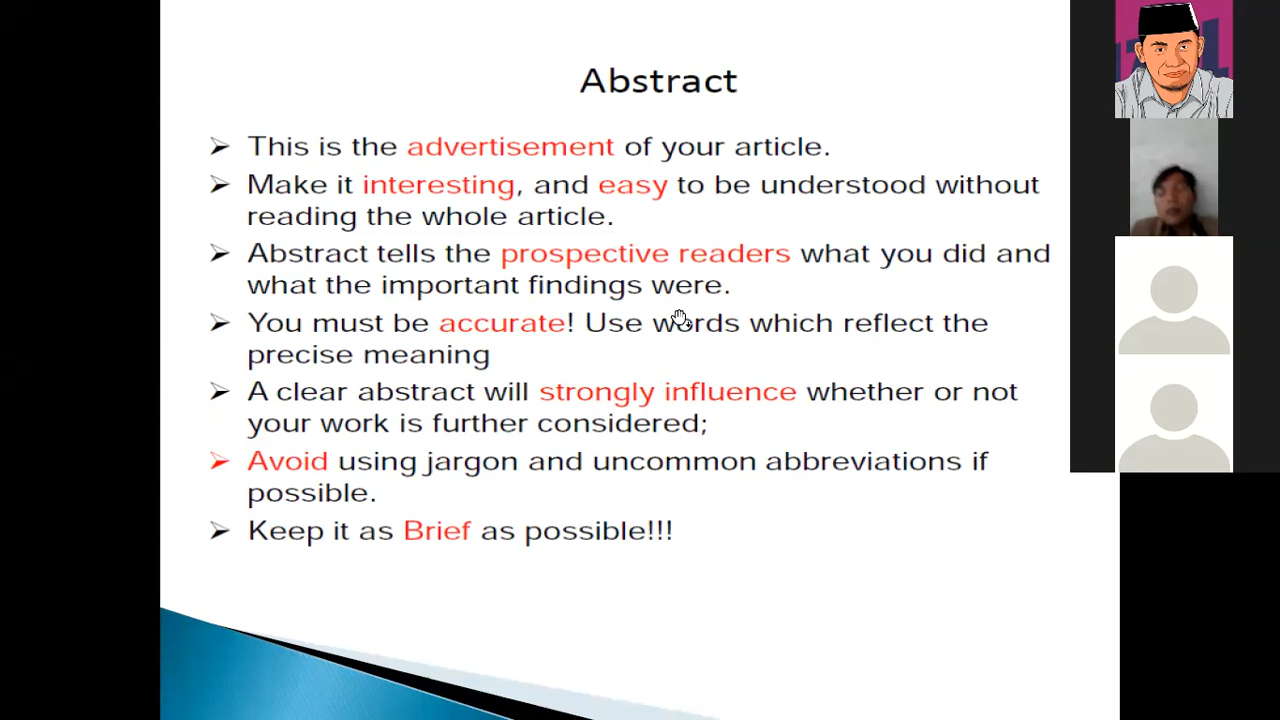 Abstract
➢ This is the advertisement of your article.
➢ Make it interesting, and easy to be understood without
reading the whole article.
➢ Abstract tells the prospective readers what you did and
what the important findings were.
➢ You must be accurate! Use words which reflect the
precise meaning
➢ A clear abstract will strongly influence whether or not
your work is further considered;
➢ Avoid using jargon and uncommon abbreviations if
possible.
➢ Keep it as Brief as possible!!!